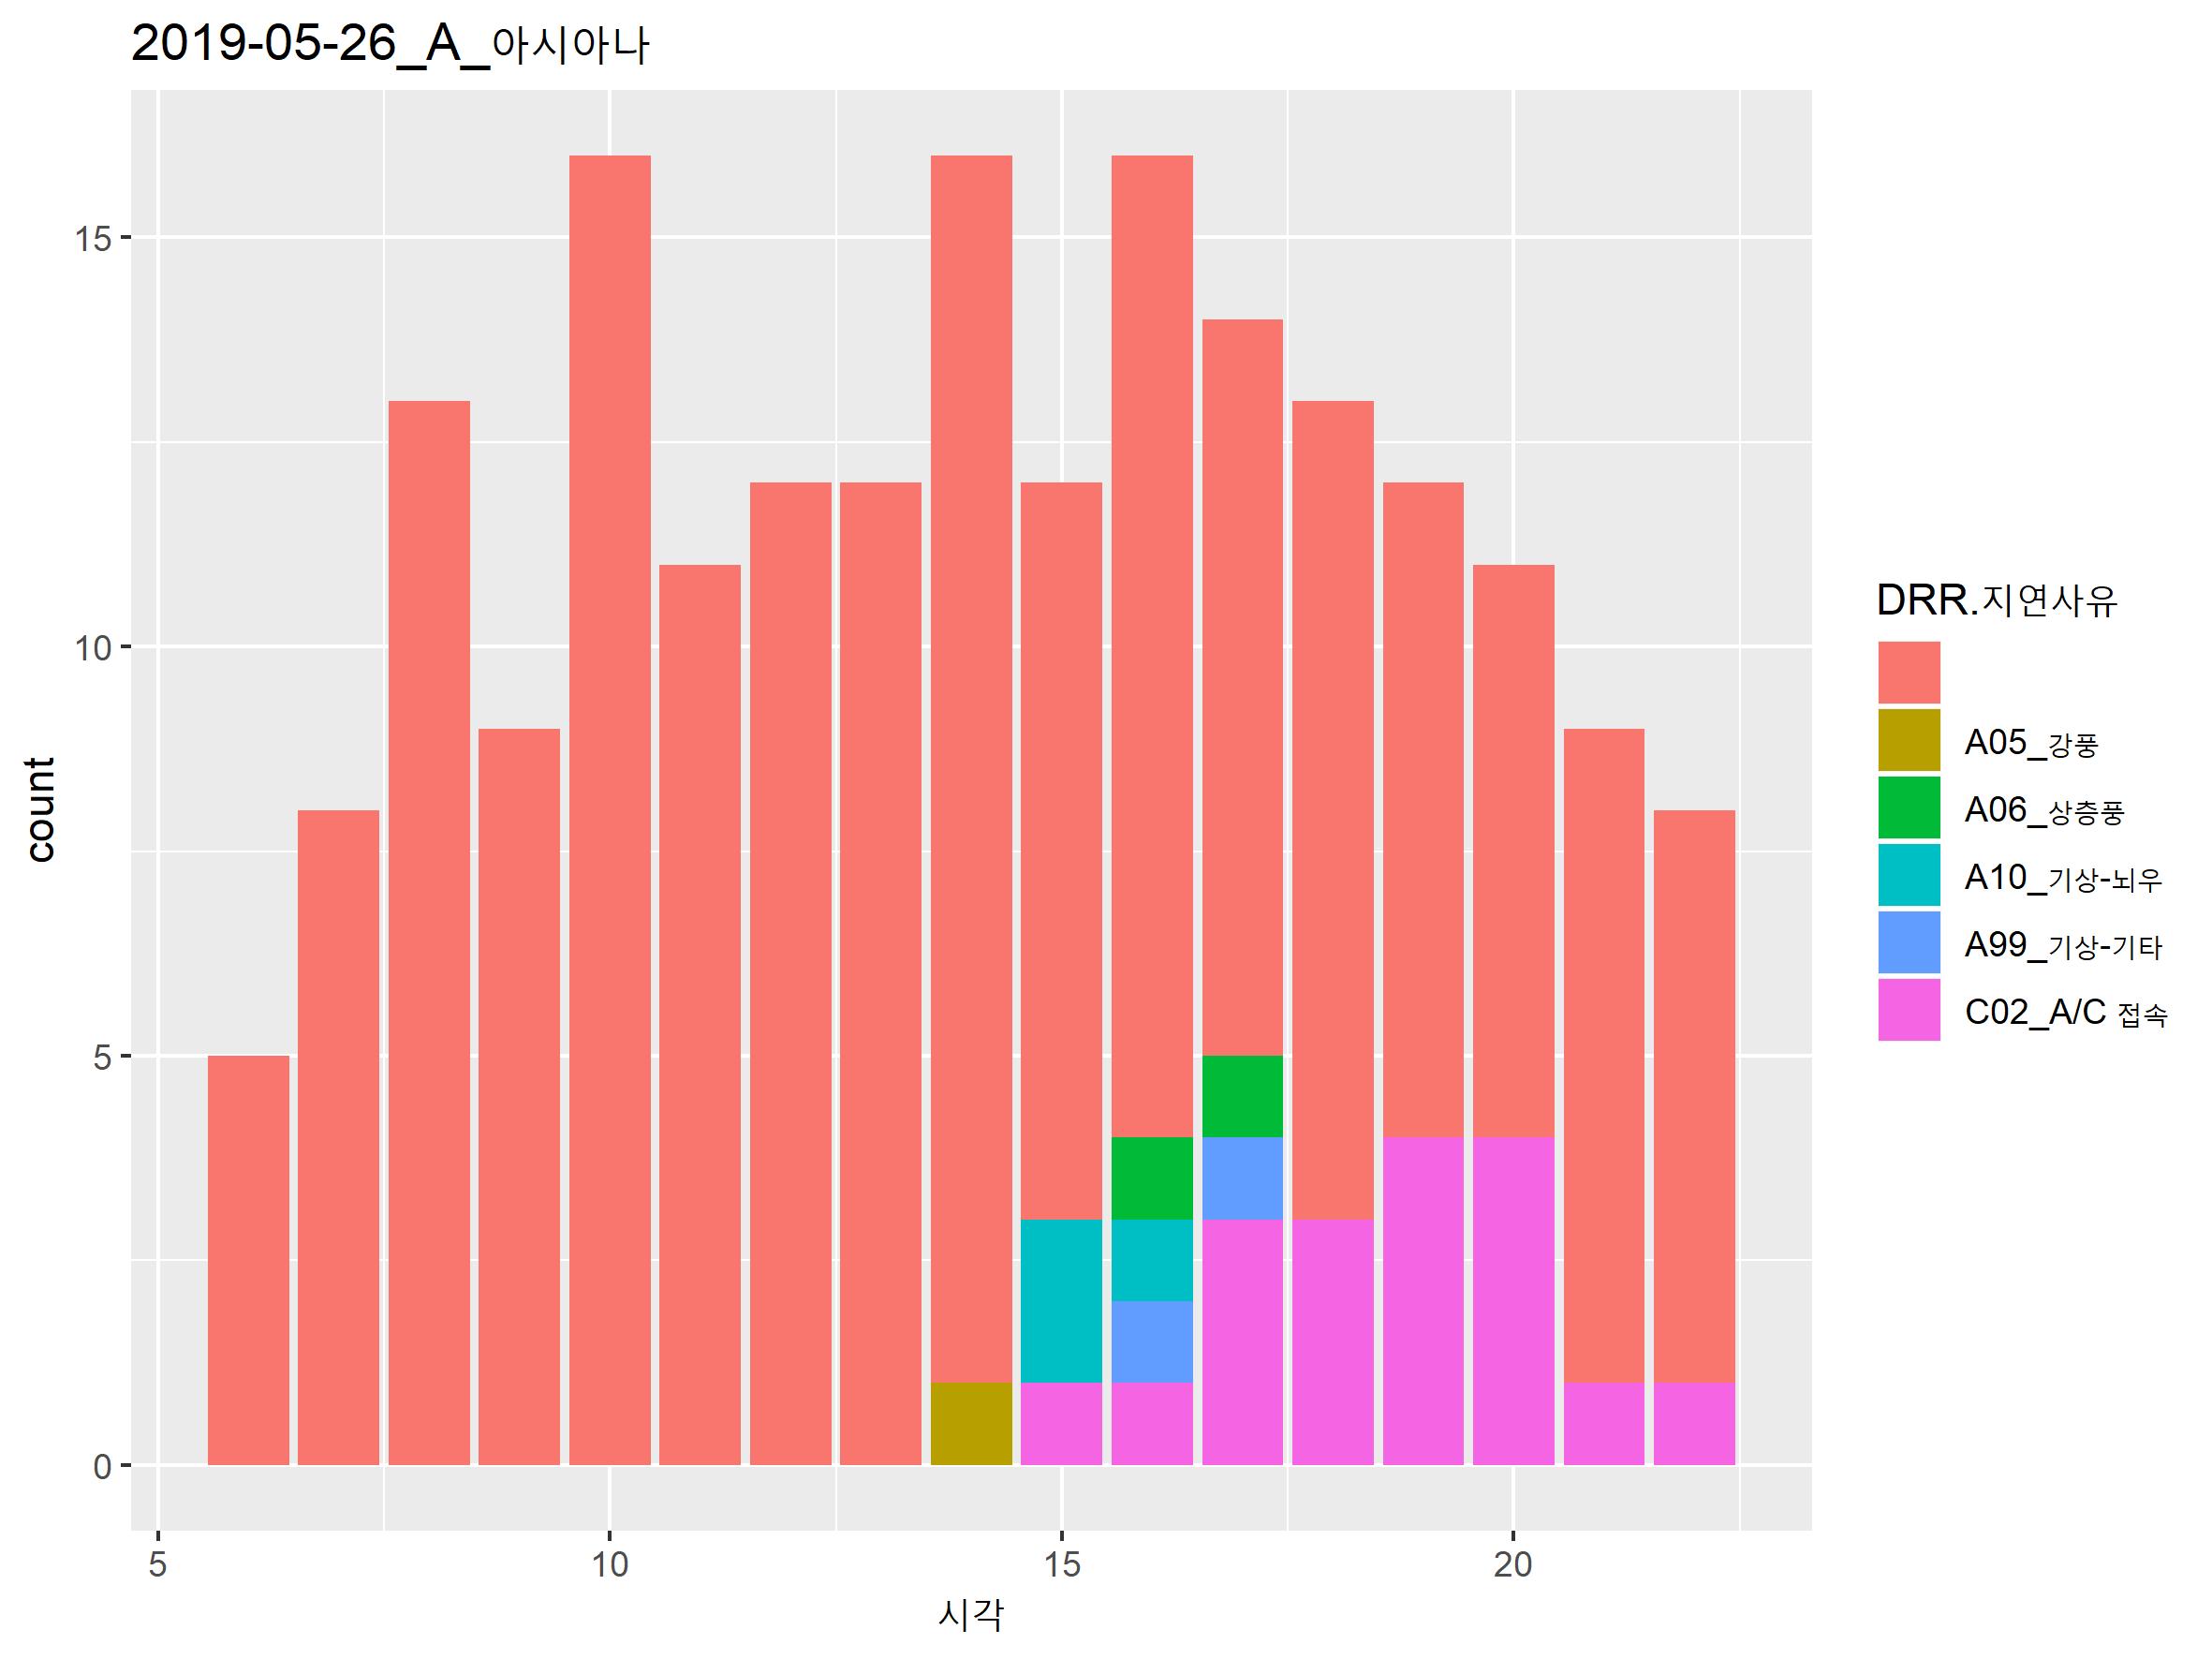 2019-05-26_A_아시아나
15
10
5
0
count
5 10 15 20
시각
DRR.지연사유
A05_강풍
A06_상층풍
A10_기상-뇌우
A99_기상-기타
C02_A/C 접속